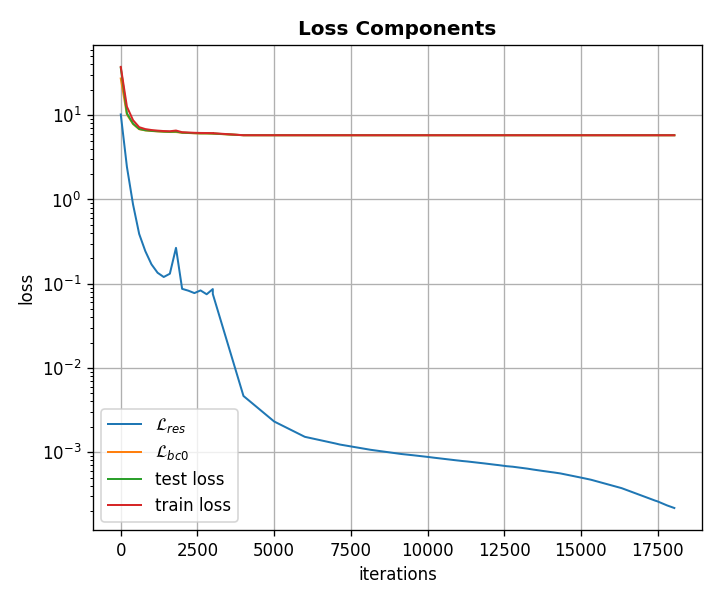 Loss Components
10¹
10⁰
10⁻¹
10⁻²
10⁻³
loss
ℒ_res
ℒ_bc0
test loss
train loss
0 2500 5000 7500 10000 12500 15000 17500
iterations